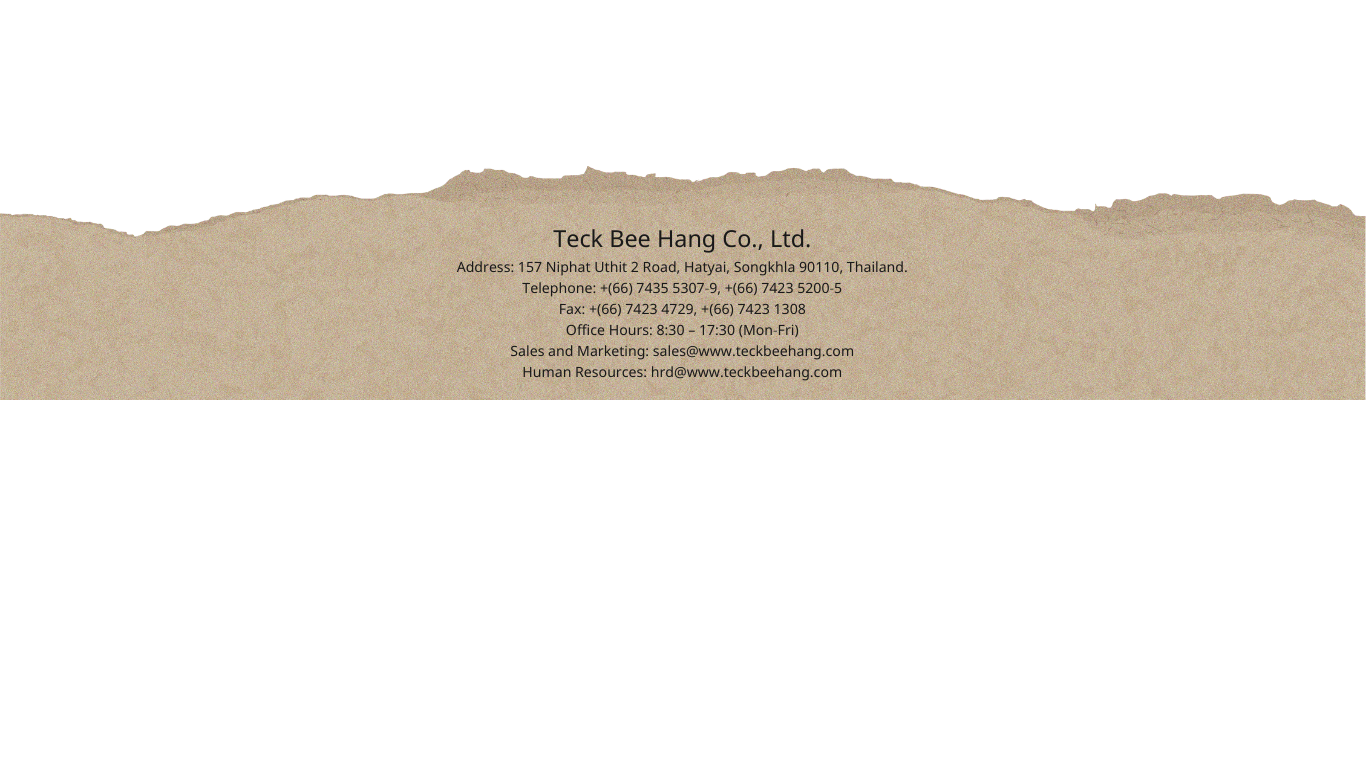 Teck Bee Hang Co., Ltd.
Address: 157 Niphat Uthit 2 Road, Hatyai, Songkhla 90110, Thailand.
Telephone: +(66) 7435 5307-9, +(66) 7423 5200-5
Fax: +(66) 7423 4729, +(66) 7423 1308
Office Hours: 8:30 – 17:30 (Mon-Fri)
Sales and Marketing: sales@www.teckbeehang.com
Human Resources: hrd@www.teckbeehang.com